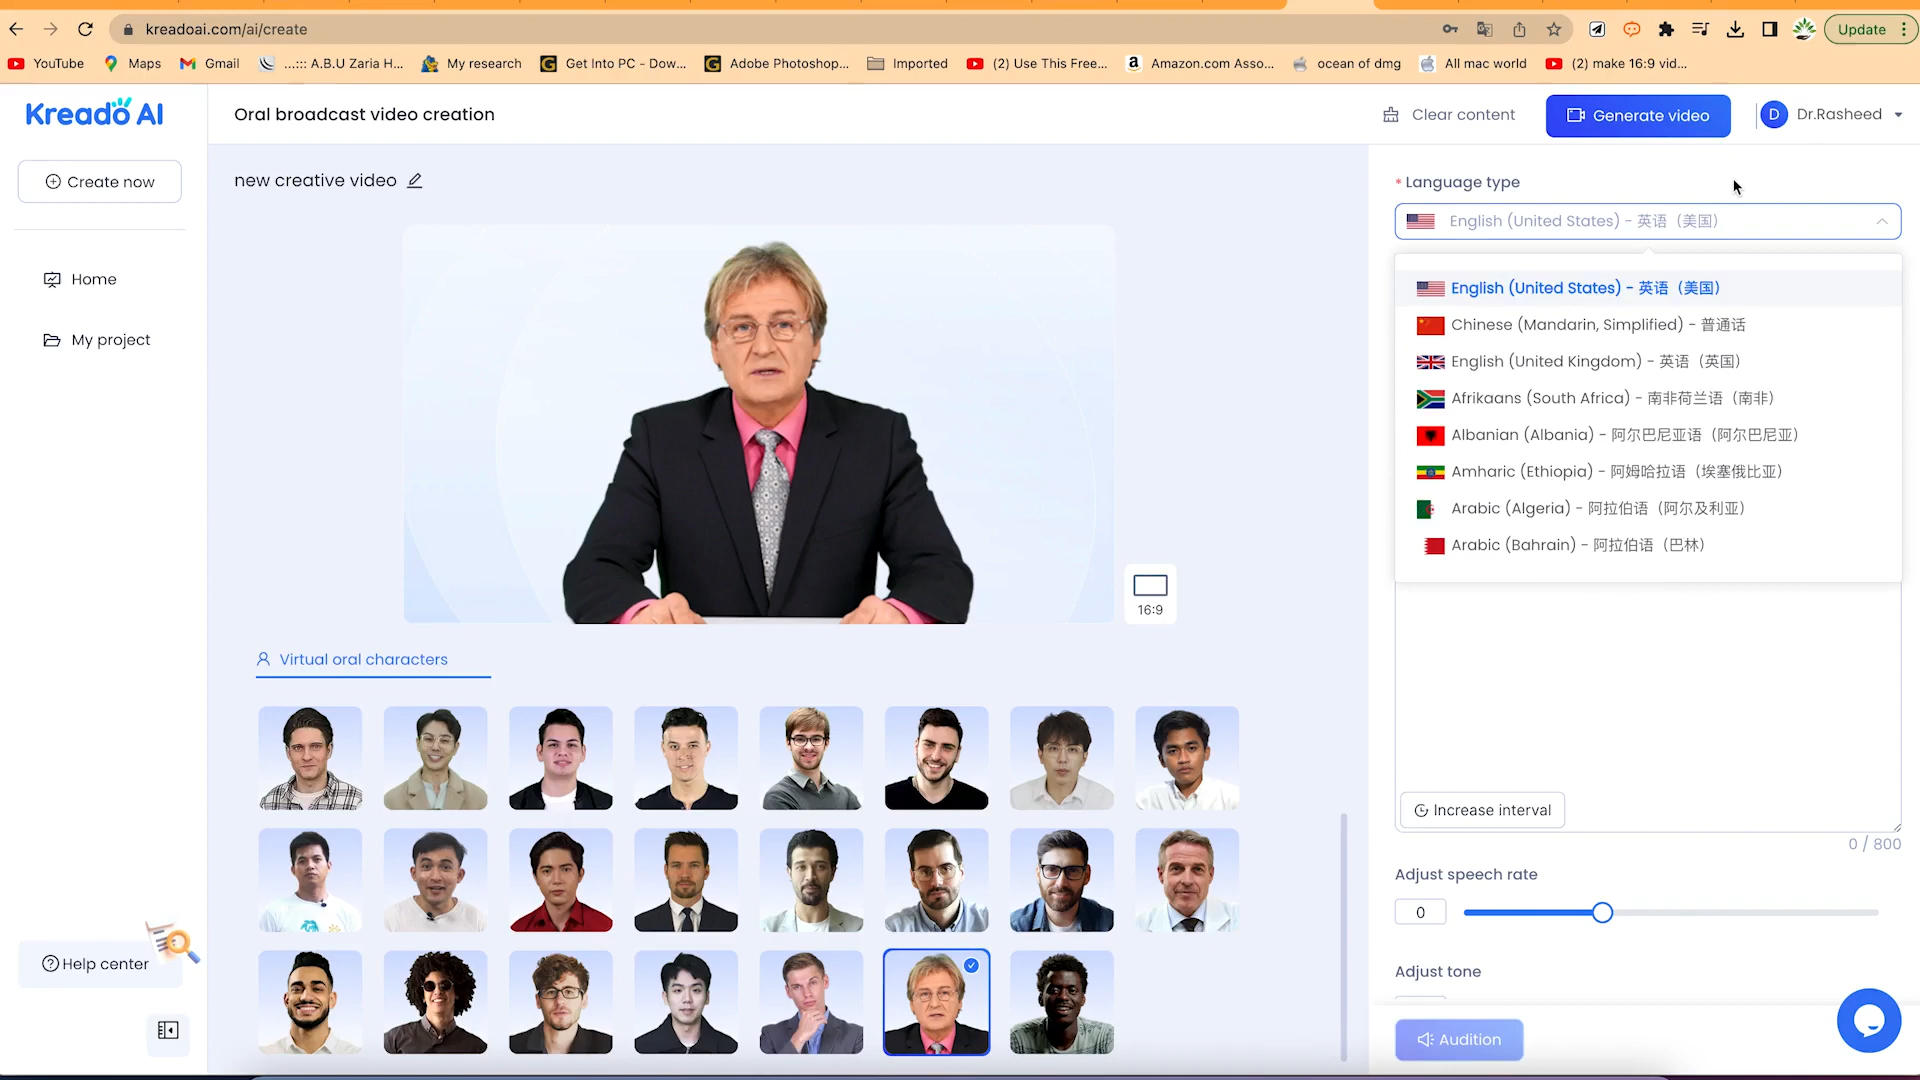 kreadoai.com/ai/create
Update
YouTube
Maps
Gmail
...::: A.B.U Zaria H...
My research
Get Into PC - Dow...
Adobe Photoshop...
Imported
(2) Use This Free...
Amazon.com Asso...
ocean of dmg
All mac world
(2) make 16:9 vid...
Kreado AI
Oral broadcast video creation
Clear content
Generate video
D
Dr.Rasheed
Create now
Home
My project
Help center
new creative video
16:9
Virtual oral characters
* Language type
English (United States) - 英语（美国）
English (United States) - 英语（美国）
Chinese (Mandarin, Simplified) - 普通话
English (United Kingdom) - 英语（英国）
Afrikaans (South Africa) - 南非荷兰语（南非）
Albanian (Albania) - 阿尔巴尼亚语（阿尔巴尼亚）
Amharic (Ethiopia) - 阿姆哈拉语（埃塞俄比亚）
Arabic (Algeria) - 阿拉伯语（阿尔及利亚）
Arabic (Bahrain) - 阿拉伯语（巴林）
Increase interval
0 / 800
Adjust speech rate
0
Adjust tone
Audition